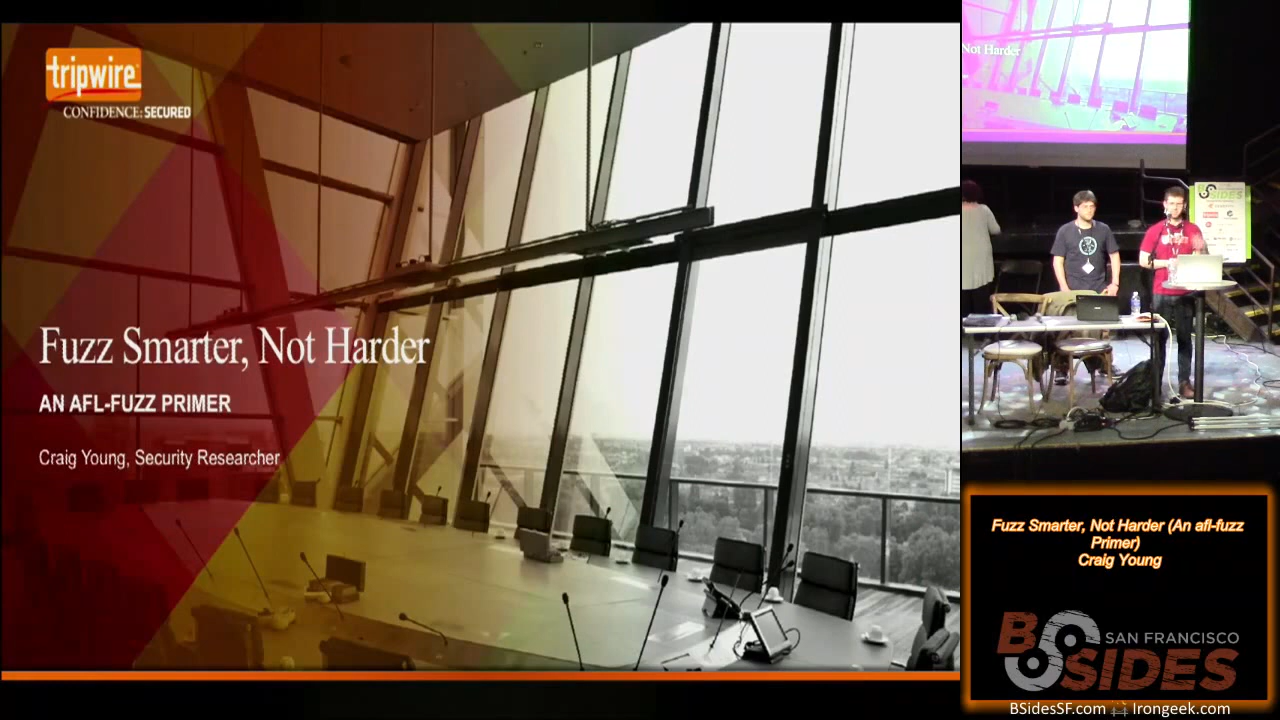 tripwire
CONFIDENCE: SECURED
Fuzz Smarter, Not Harder
AN AFL-FUZZ PRIMER
Craig Young, Security Researcher
Not Harder
BSIDES
Fuzz Smarter, Not Harder (An afl-fuzz
Primer)
Craig Young
BSIDES
SAN FRANCISCO
BSidesSF.com Irongeek.com